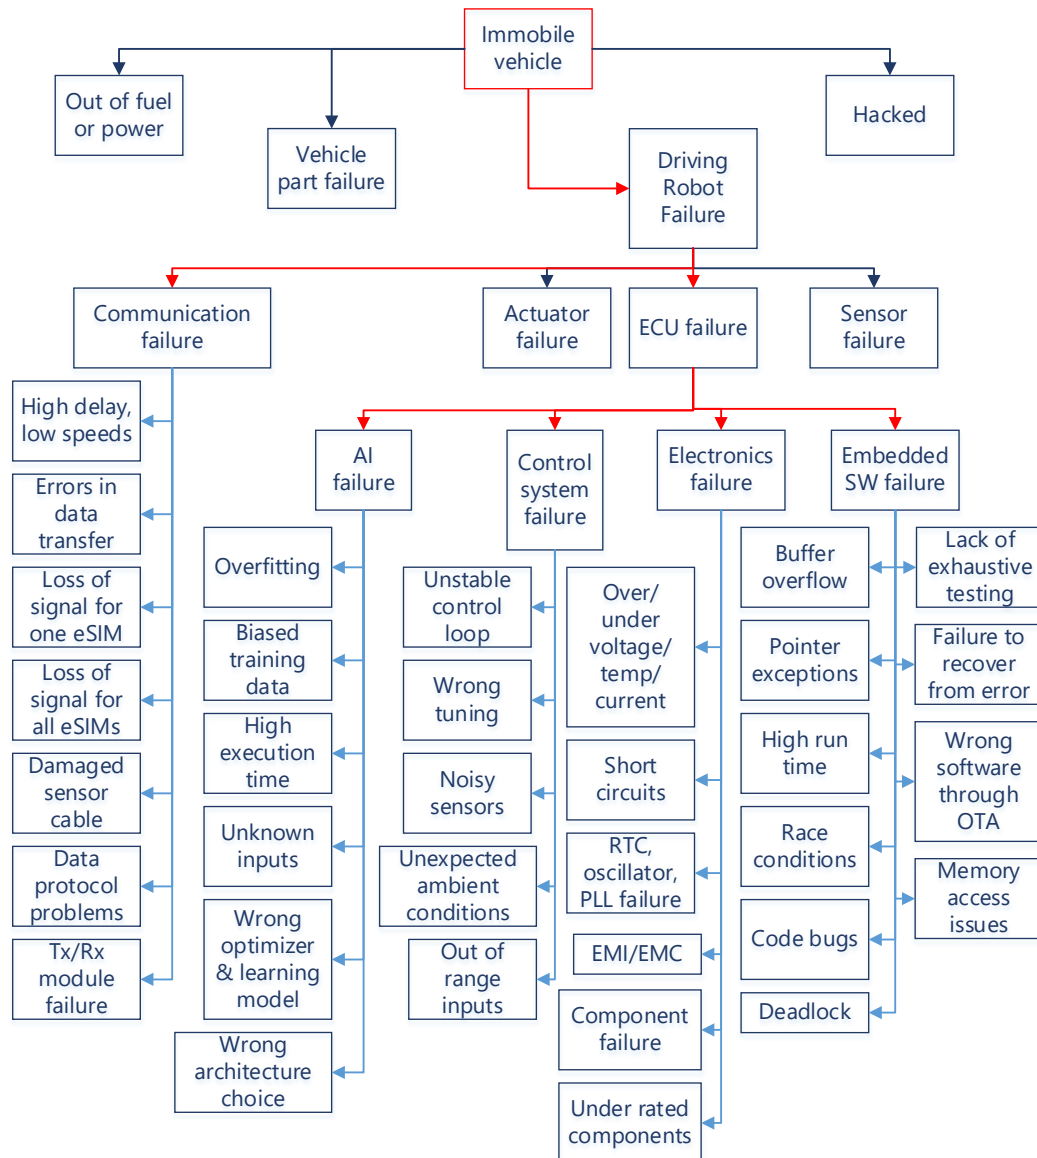 Immobile
vehicle
Out of fuel
or power
Vehicle
part failure
Driving
Robot
Failure
Hacked
Communication
failure
Actuator
failure
ECU failure
Sensor
failure
High delay,
low speeds
Errors in
data
transfer
Loss of
signal for
one eSIM
Loss of
signal for
all eSIMs
Damaged
sensor
cable
Data
protocol
problems
Tx/Rx
module
failure
AI
failure
Overfitting
Biased
training
data
High
execution
time
Unknown
inputs
Wrong
optimizer
& learning
model
Wrong
architecture
choice
Control
system
failure
Unstable
control
loop
Wrong
tuning
Noisy
sensors
Unexpected
ambient
conditions
Out of
range
inputs
Electronics
failure
Over/
under
voltage/
temp/
current
Short
circuits
RTC,
oscillator,
PLL failure
EMI/EMC
Component
failure
Under rated
components
Embedded
SW failure
Buffer
overflow
Pointer
exceptions
High run
time
Race
conditions
Code bugs
Deadlock
Lack of
exhaustive
testing
Failure to
recover
from error
Wrong
software
through
OTA
Memory
access
issues